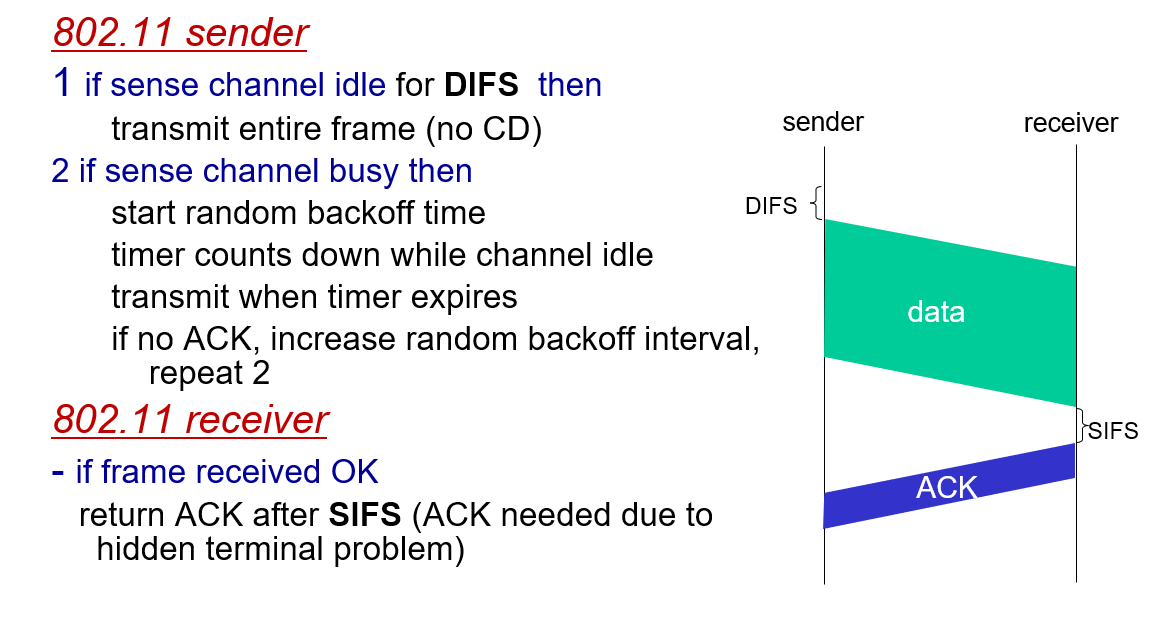 802.11 sender
1 if sense channel idle for DIFS then
transmit entire frame (no CD)
2 if sense channel busy then
start random backoff time
timer counts down while channel idle
transmit when timer expires
if no ACK, increase random backoff interval,
repeat 2
802.11 receiver
- if frame received OK
return ACK after SIFS (ACK needed due to
hidden terminal problem)
sender
receiver
DIFS
data
SIFS
ACK